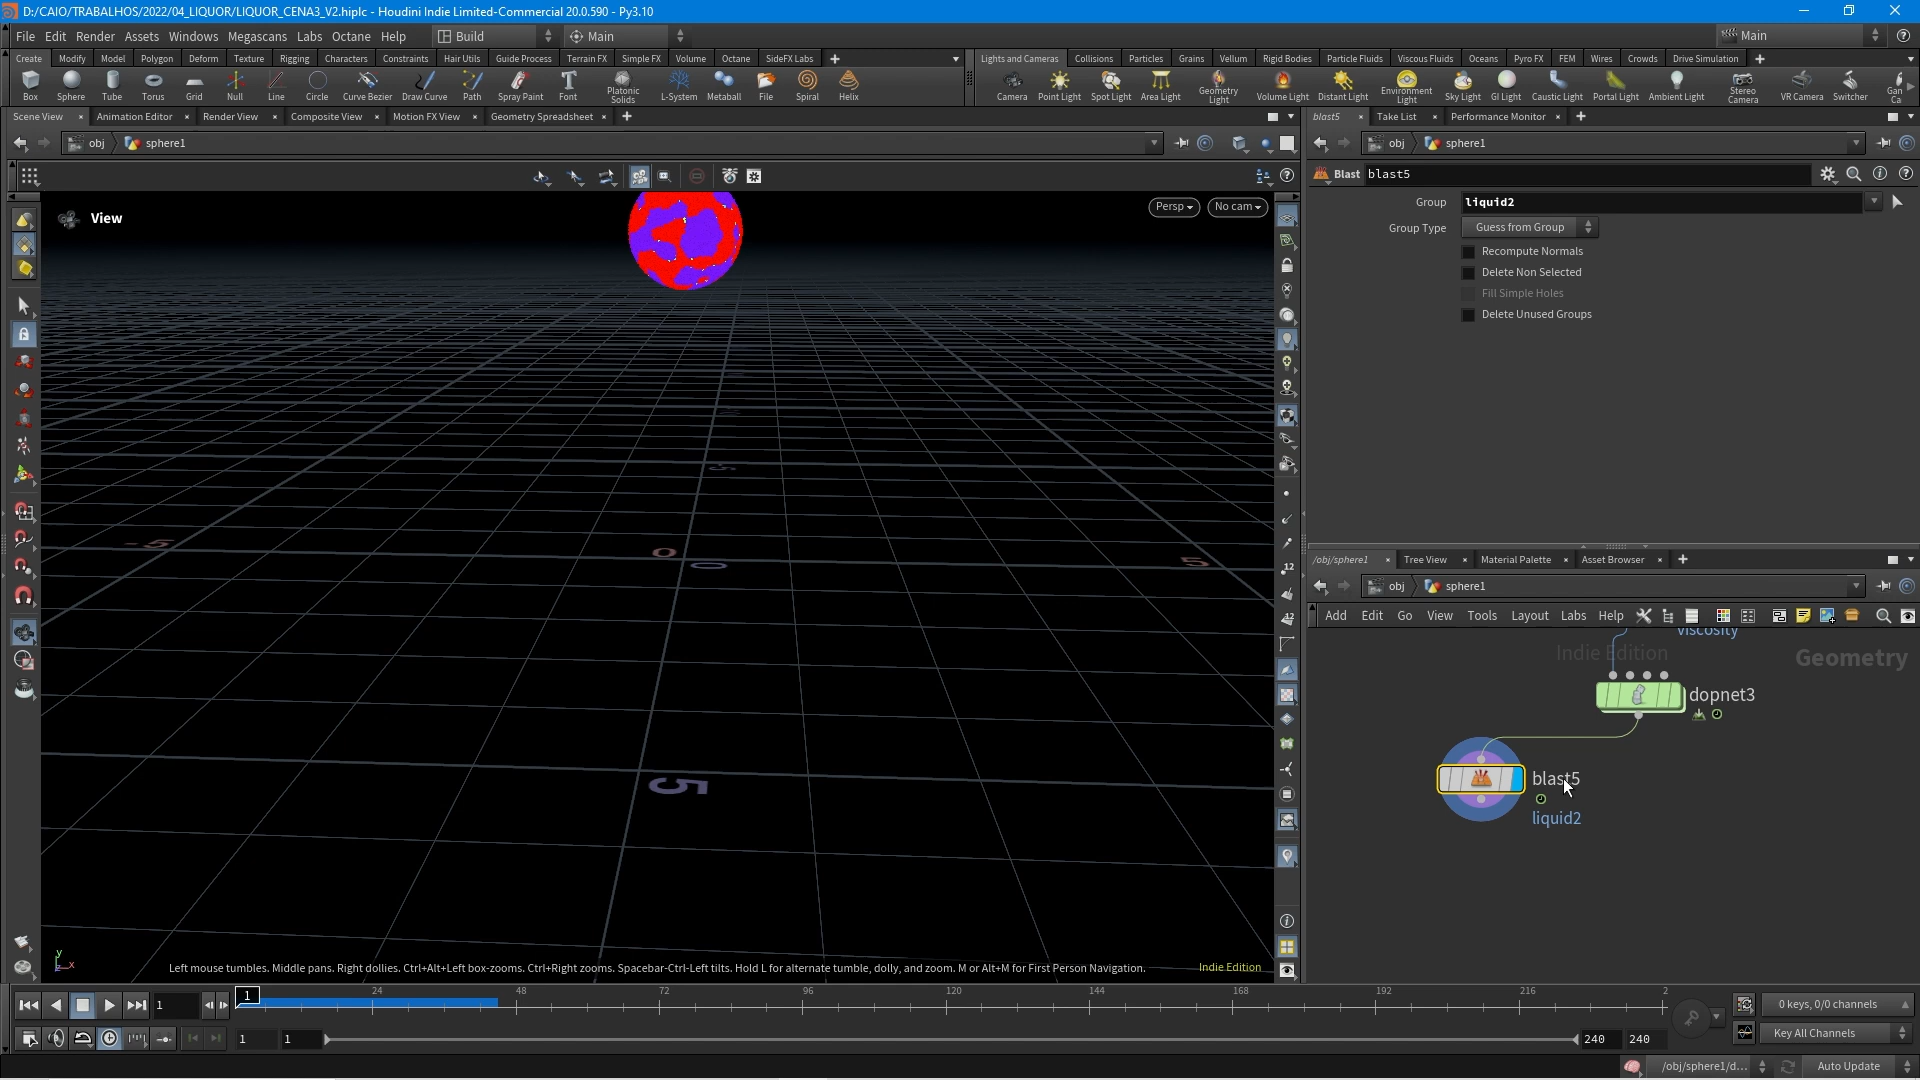 D:/CAIO/TRABALHOS/2022/04_LIQUOR/LIQUOR_CENA3_V2.hiplc - Houdini Indie Limited-Commercial 20.0.590 - Py3.10
File Edit Render Assets Windows Megascans Labs Octane Help Build Main Main
Create Modify Model Polygon Deform Texture Rigging Characters Constraints Hair Utils Guide Process Terrain FX Simple FX Volume Octane SideFX Labs
Lights and Cameras Collisions Particles Grains Vellum Rigid Bodies Particle Fluids Viscous Fluids Oceans Pyro FX FEM Wires Crowds Drive Simulation
Box Sphere Tube Torus Grid Null Line Circle Curve Bezier Draw Curve Path Spray Paint Font Platonic Solids L-System Metaball File Spiral Helix
Camera Point Light Spot Light Area Light Geometry Light Volume Light Distant Light Environment Light Sky Light GI Light Caustic Light Portal Light Ambient Light Stereo Camera VR Camera Switcher Gan Ca
Scene View Animation Editor Render View Composite View Motion FX View Geometry Spreadsheet
blast5 Take List Performance Monitor
obj sphere1
obj sphere1
Blast blast5
Group liquid2
Group Type Guess from Group
Recompute Normals
Delete Non Selected
Fill Simple Holes
Delete Unused Groups
View
Persp No cam
-5
0
0
5
5
5
12
12
/obj/sphere1 Tree View Material Palette Asset Browser
obj sphere1
Add Edit Go View Tools Layout Labs Help
viscosity
Indie Edition
Geometry
dopnet3
blast5
liquid2
Left mouse tumbles. Middle pans. Right dollies. Ctrl+Alt+Left box-zooms. Ctrl+Right zooms. Spacebar-Ctrl-Left tilts. Hold L for alternate tumble, dolly, and zoom. M or Alt+M for First Person Navigation.
Indie Edition
y
z x
1 1 24 48 72 96 120 144 168 192 216 2
0 keys, 0/0 channels
1 1 240 240
Key All Channels
/obj/sphere1/d...
Auto Update